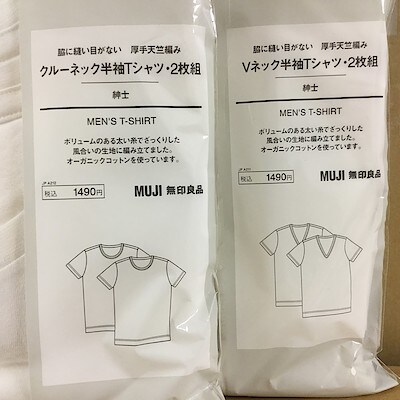 脇に縫い目がない 厚手天竺編み
クルーネック半袖Tシャツ・2枚組
紳士
MEN'S T-SHIRT
ボリュームのある太い糸でざっくりした
風合いの生地に編み立てました。
オーガニックコットンを使っています。
税込 1490円
MUJI 無印良品
脇に縫い目がない 厚手天竺編み
Vネック半袖Tシャツ・2枚組
紳士
MEN'S T-SHIRT
ボリュームのある太い糸でざっくりした
風合いの生地に編み立てました。
オーガニックコットンを使っています。
税込 1490円
MUJI 無印良品